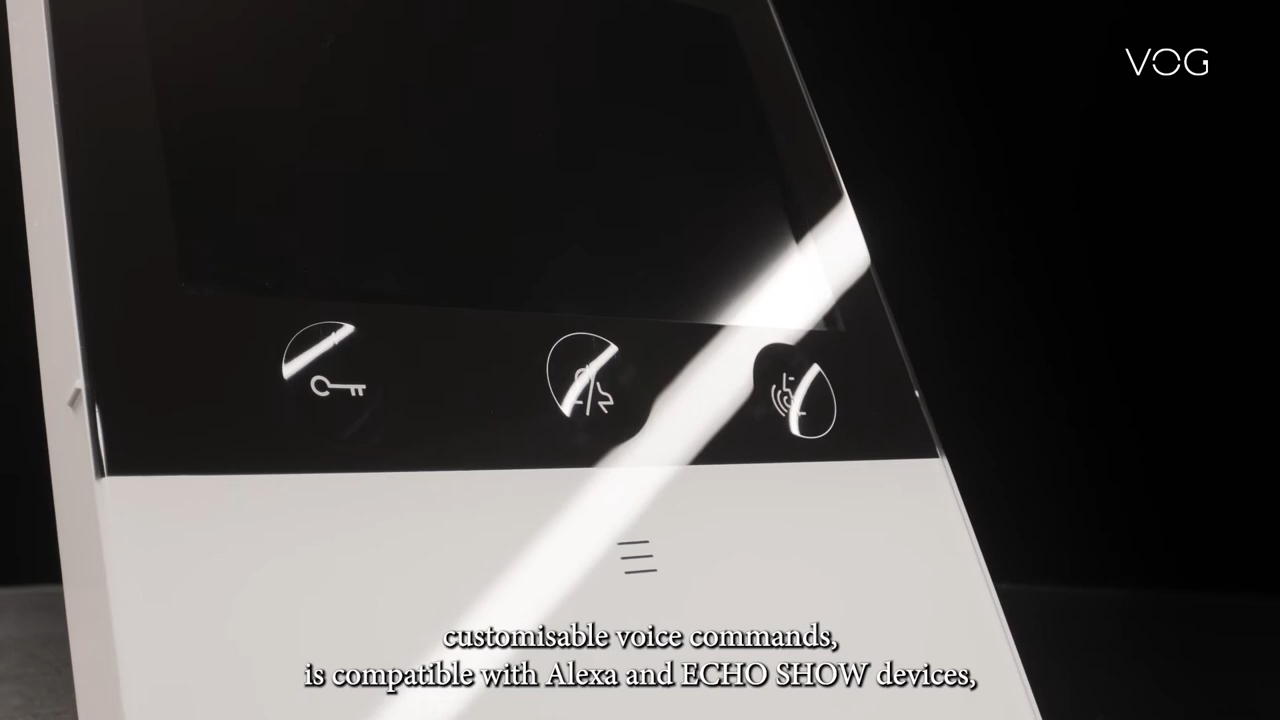 VOG
customisable voice commands,
is compatible with Alexa and ECHO SHOW devices,